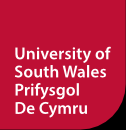 University of
South Wales
Prifysgol
De Cymru